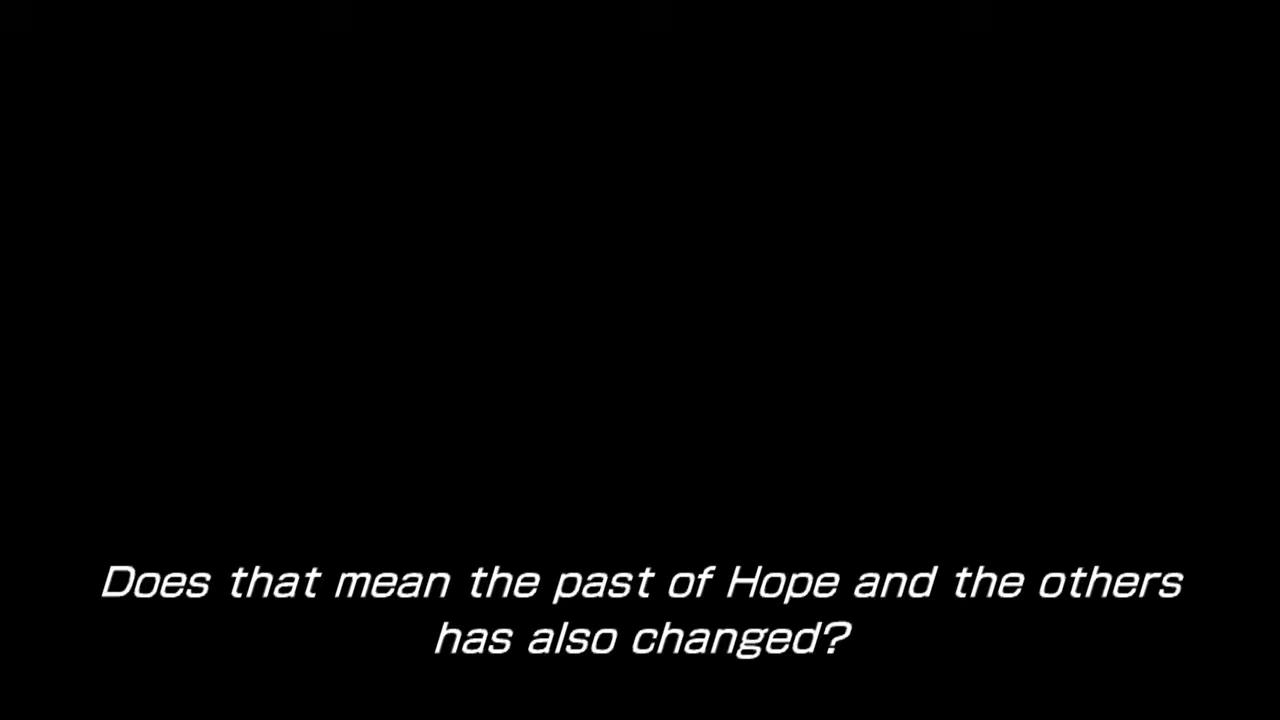 Does that mean the past of Hope and the others
has also changed?